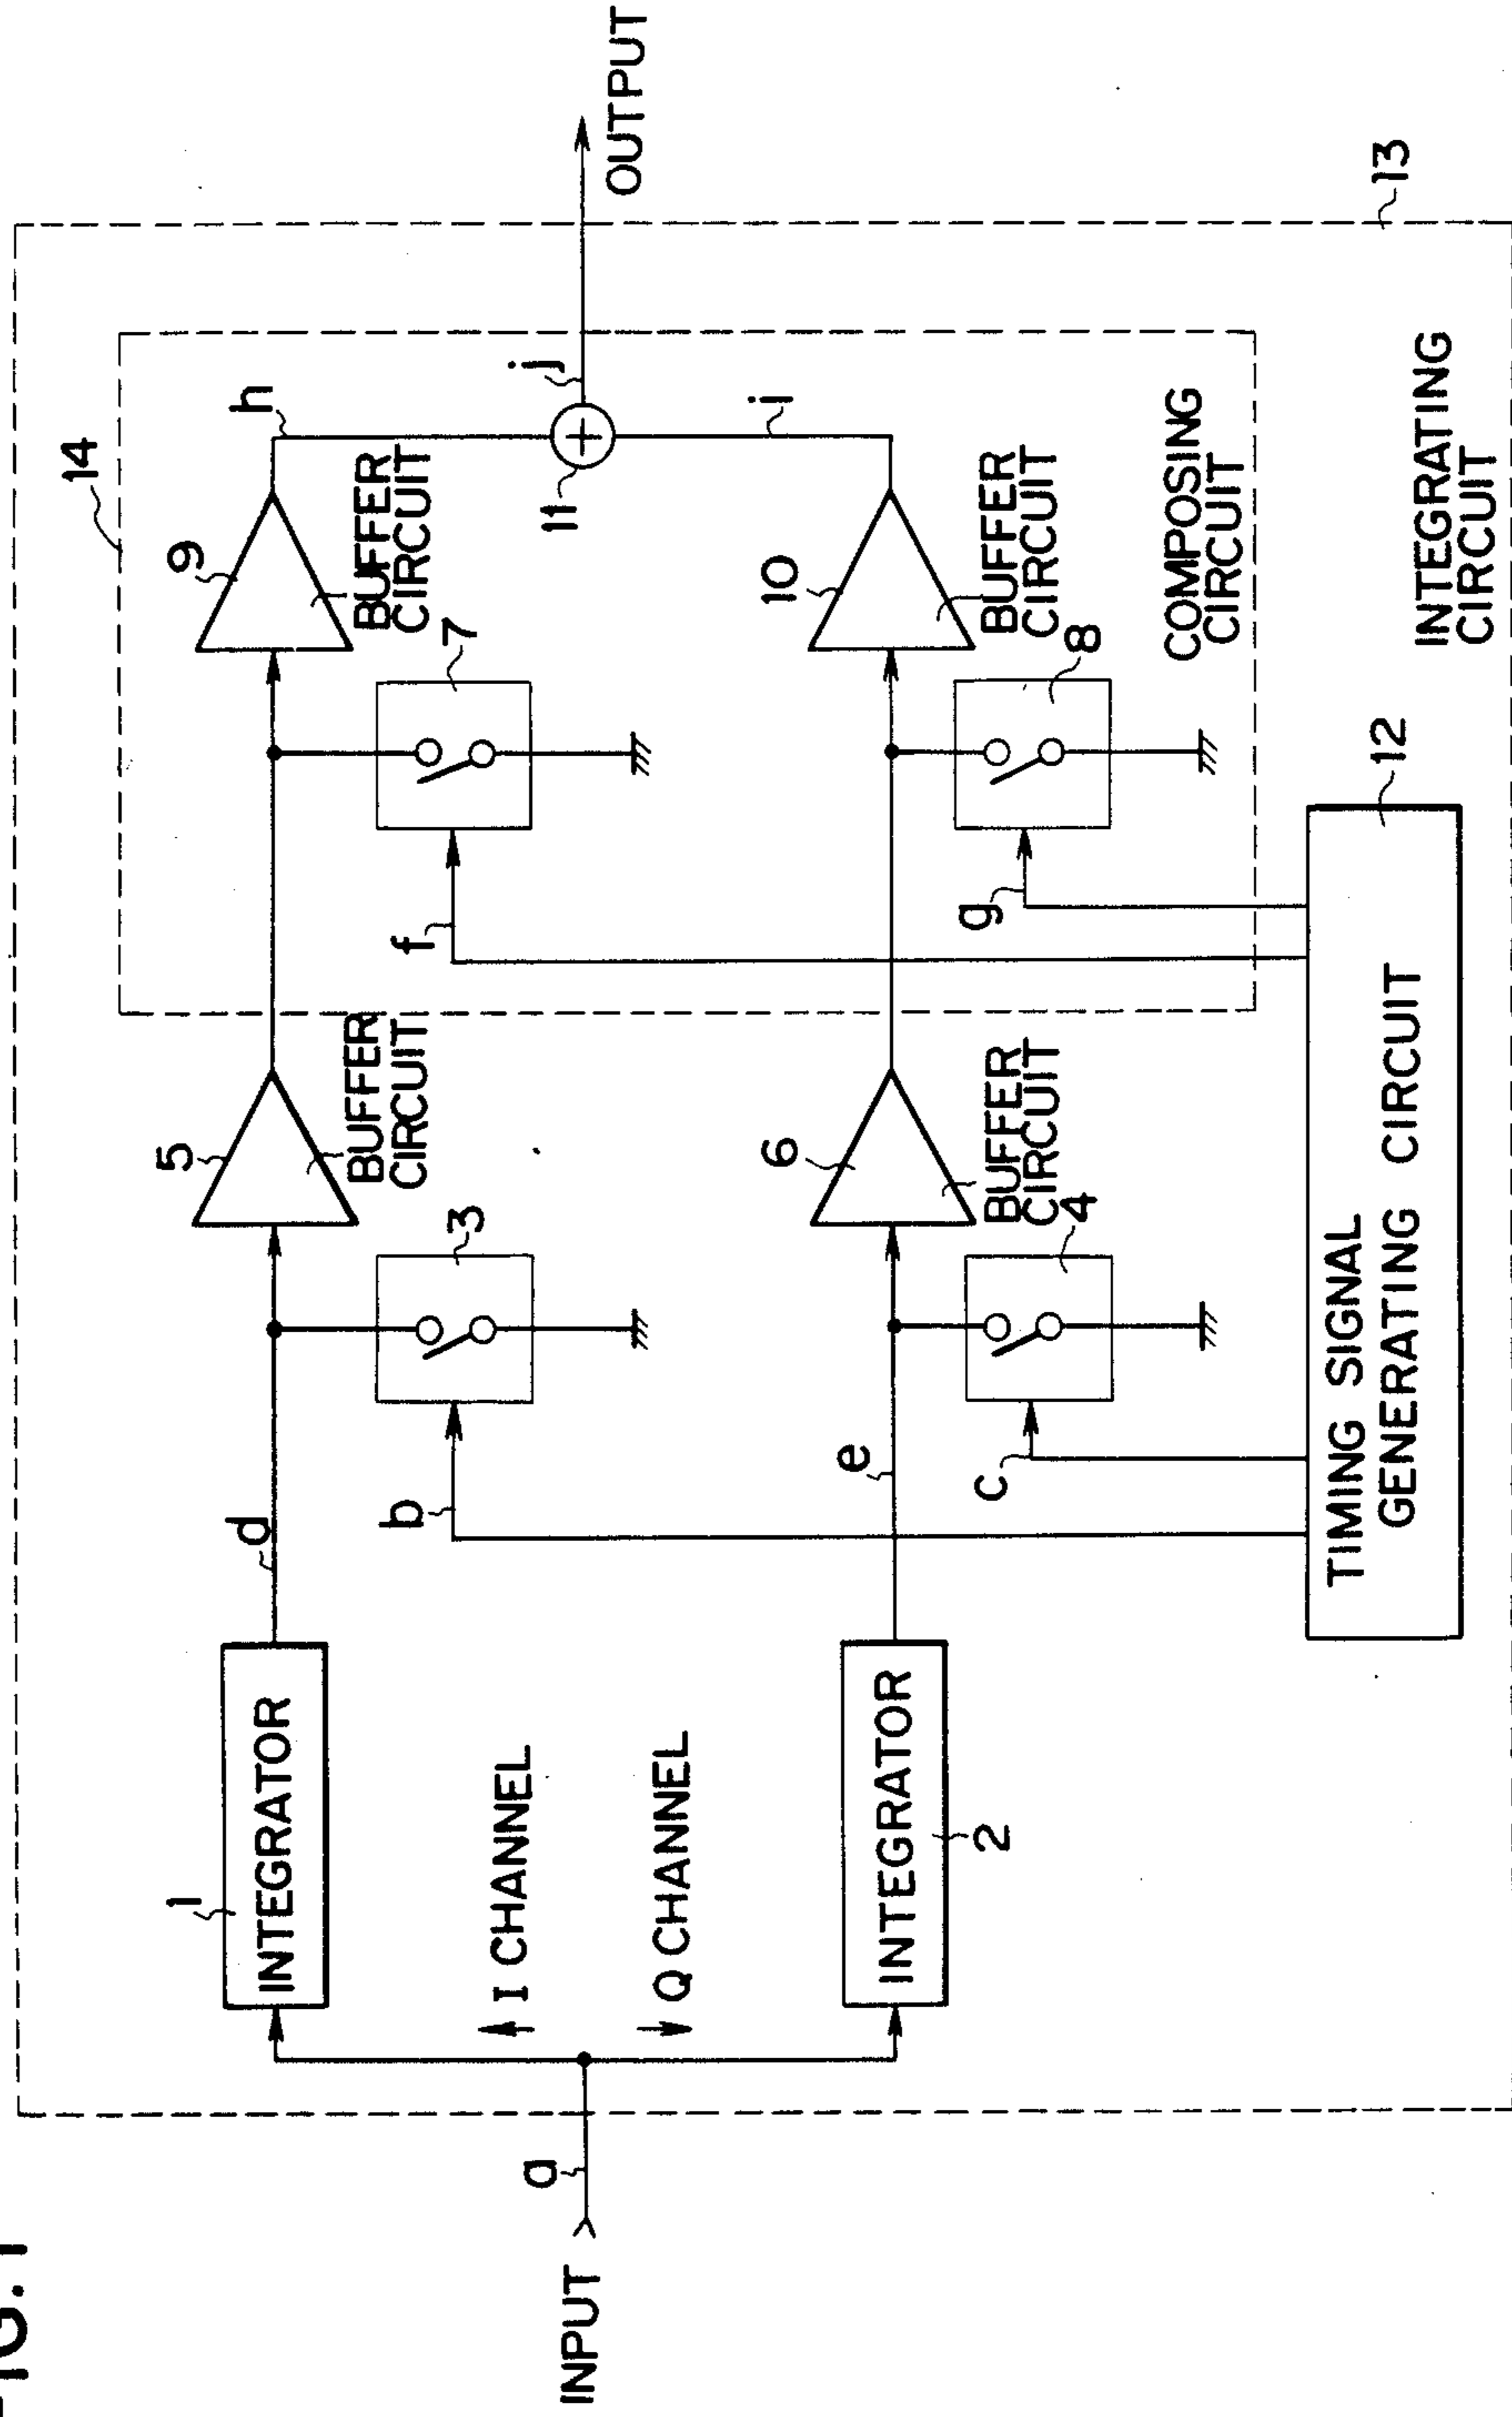 FIG. 1
14
9
h
BUFFER
CIRCUIT
5
BUFFER
CIRCUIT
7
3
1
INTEGRATOR
d
b
f
11
j
OUTPUT
I CHANNEL
Q CHANNEL
INPUT
a
i
10
BUFFER
CIRCUIT
6
BUFFER
CIRCUIT
8
4
e
c
g
INTEGRATOR
2
COMPOSING
CIRCUIT
12
TIMING SIGNAL
GENERATING CIRCUIT
13
INTEGRATING
CIRCUIT